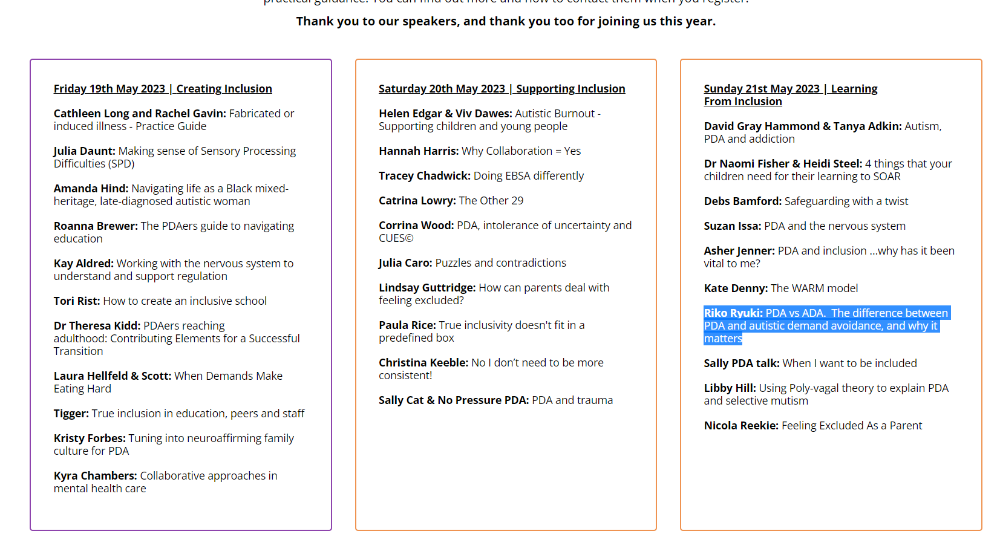 practical guidance. You can find out more and how to contact them when you register.
Thank you to our speakers, and thank you too for joining us this year.
Friday 19th May 2023 | Creating Inclusion
Cathleen Long and Rachel Gavin: Fabricated or
induced illness - Practice Guide
Julia Daunt: Making sense of Sensory Processing
Difficulties (SPD)
Amanda Hind: Navigating life as a Black mixed-
heritage, late-diagnosed autistic woman
Roanna Brewer: The PDAers guide to navigating
education
Kay Aldred: Working with the nervous system to
understand and support regulation
Tori Rist: How to create an inclusive school
Dr Theresa Kidd: PDAers reaching
adulthood: Contributing Elements for a Successful
Transition
Laura Hellfeld & Scott: When Demands Make
Eating Hard
Tigger: True inclusion in education, peers and staff
Kristy Forbes: Tuning into neuroaffirming family
culture for PDA
Kyra Chambers: Collaborative approaches in
mental health care
Saturday 20th May 2023 | Supporting Inclusion
Helen Edgar & Viv Dawes: Autistic Burnout -
Supporting children and young people
Hannah Harris: Why Collaboration = Yes
Tracey Chadwick: Doing EBSA differently
Catrina Lowry: The Other 29
Corrina Wood: PDA, intolerance of uncertainty and
CUES©
Julia Caro: Puzzles and contradictions
Lindsay Guttridge: How can parents deal with
feeling excluded?
Paula Rice: True inclusivity doesn't fit in a
predefined box
Christina Keeble: No I don’t need to be more
consistent!
Sally Cat & No Pressure PDA: PDA and trauma
Sunday 21st May 2023 | Learning
From Inclusion
David Gray Hammond & Tanya Adkin: Autism,
PDA and addiction
Dr Naomi Fisher & Heidi Steel: 4 things that your
children need for their learning to SOAR
Debs Bamford: Safeguarding with a twist
Suzan Issa: PDA and the nervous system
Asher Jenner: PDA and inclusion ...why has it been
vital to me?
Kate Denny: The WARM model
Riko Ryuki: PDA vs ADA.  The difference between
PDA and autistic demand avoidance, and why it
matters
Sally PDA talk: When I want to be included
Libby Hill: Using Poly-vagal theory to explain PDA
and selective mutism
Nicola Reekie: Feeling Excluded As a Parent